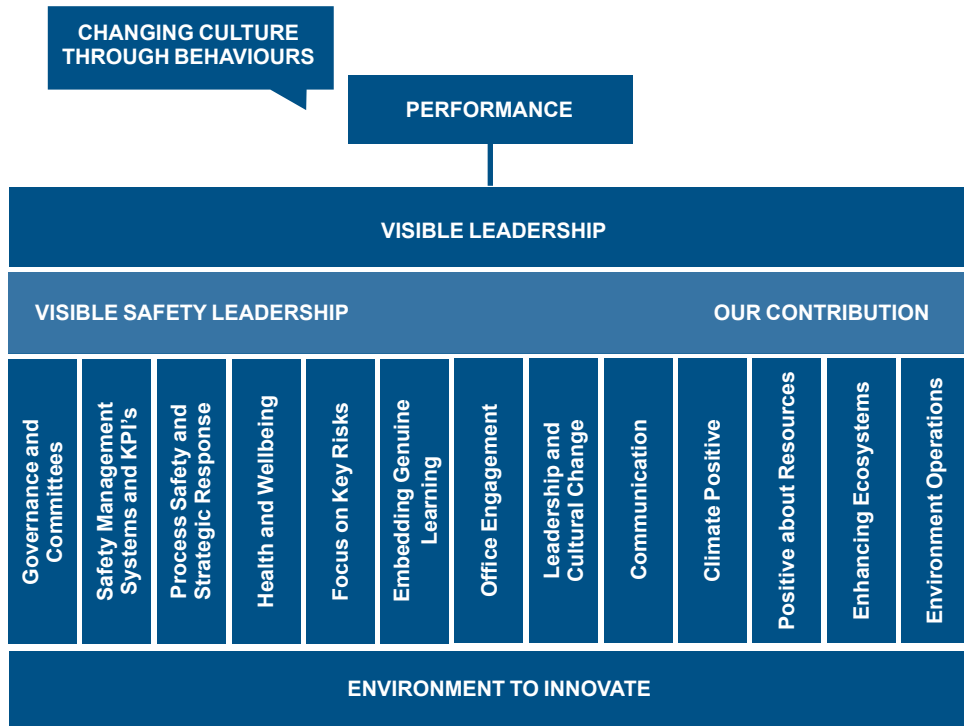 CHANGING CULTURE
THROUGH BEHAVIOURS
PERFORMANCE
VISIBLE LEADERSHIP
VISIBLE SAFETY LEADERSHIP
OUR CONTRIBUTION
Governance and
Committees
Safety Management
Systems and KPI's
Process Safety and
Strategic Response
Health and Wellbeing
Focus on Key Risks
Embedding Genuine
Learning
Office Engagement
Leadership and
Cultural Change
Communication
Climate Positive
Positive about Resources
Enhancing Ecosystems
Environment Operations
ENVIRONMENT TO INNOVATE